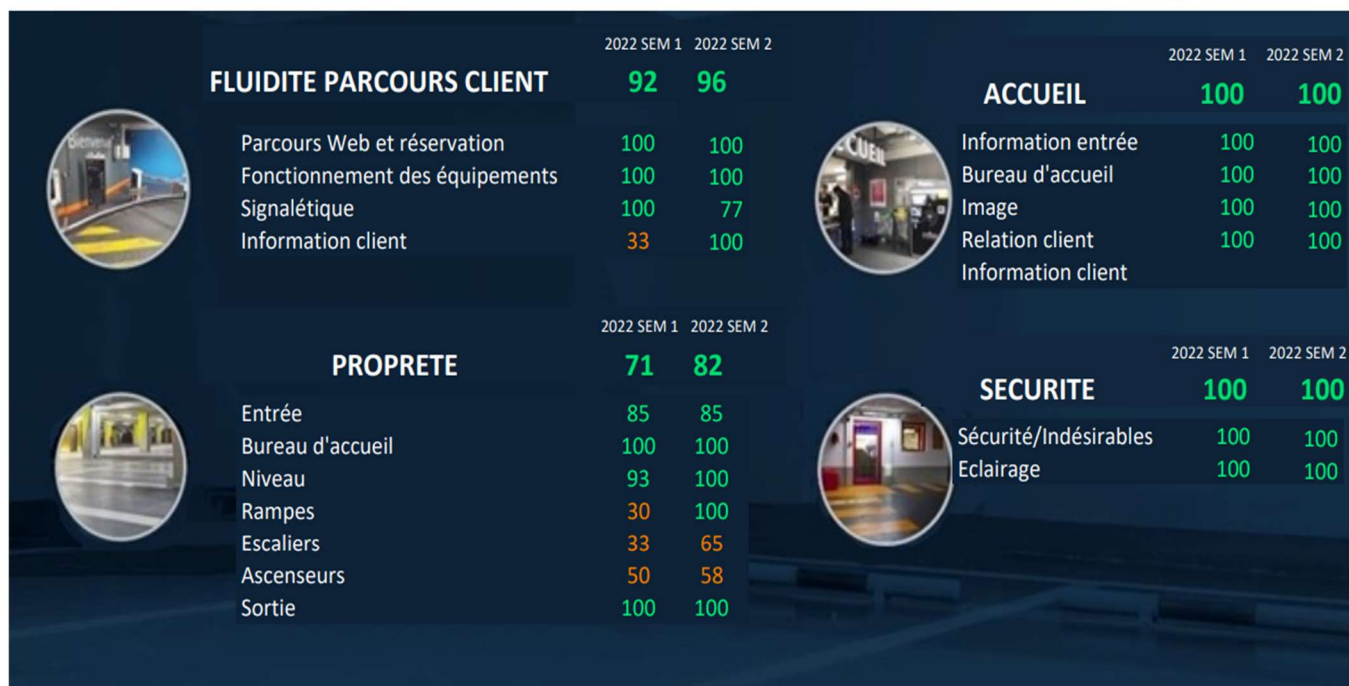 2022 SEM 1 2022 SEM 2
FLUIDITE PARCOURS CLIENT 92 96
Parcours Web et réservation 100 100
Fonctionnement des équipements 100 100
Signalétique 100 77
Information client 33 100
2022 SEM 1 2022 SEM 2
ACCUEIL 100 100
Information entrée 100 100
Bureau d'accueil 100 100
Image 100 100
Relation client 100 100
Information client
2022 SEM 1 2022 SEM 2
PROPRETE 71 82
Entrée 85 85
Bureau d'accueil 100 100
Niveau 93 100
Rampes 30 100
Escaliers 33 65
Ascenseurs 50 58
Sortie 100 100
2022 SEM 1 2022 SEM 2
SECURITE 100 100
Sécurité/Indésirables 100 100
Eclairage 100 100
Bienvenue
CUEIL